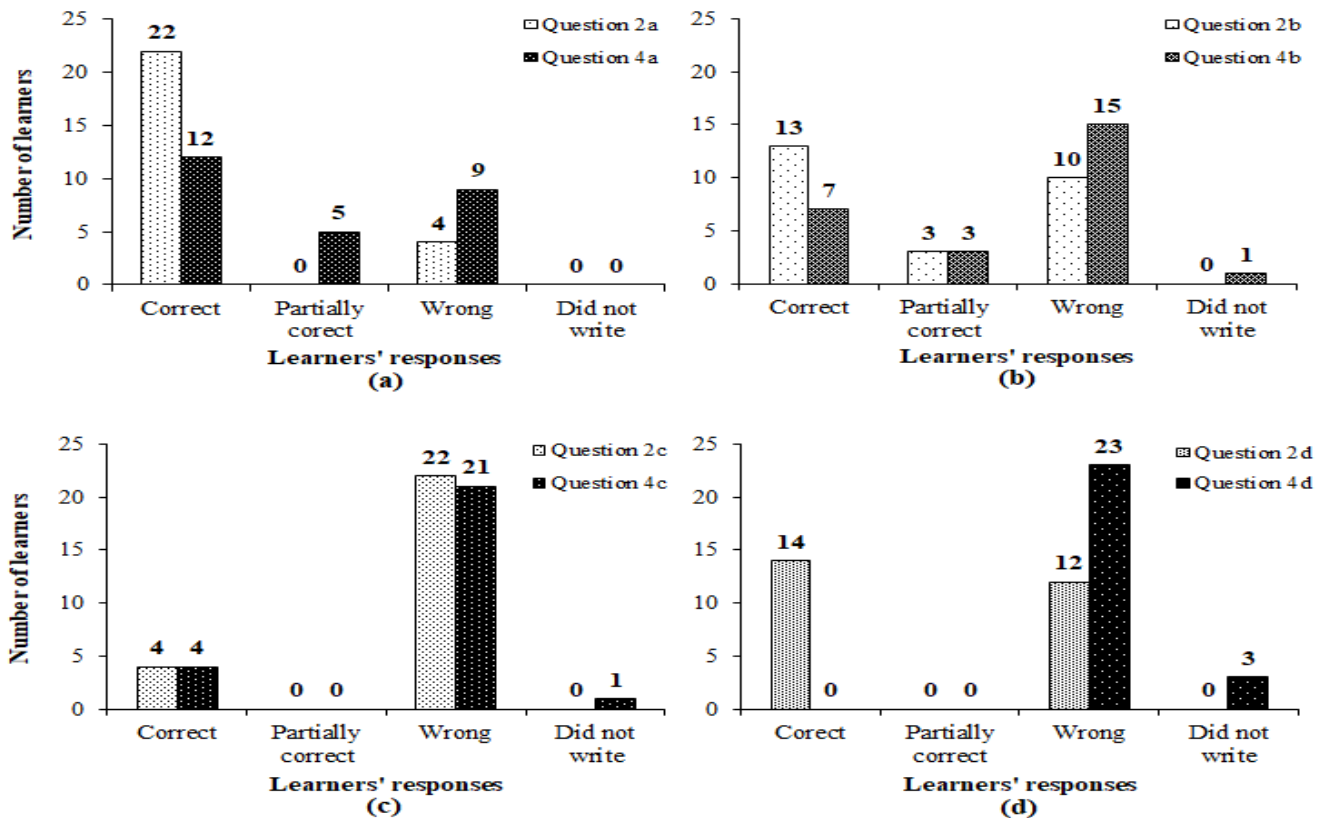 25
20
15
10
5
0
Number of learners
22
12
0
5
4
9
0
0
Question 2a
Question 4a
Correct
Partially
corect
Wrong
Did not
write
Learners' responses
(a)
25
20
15
10
5
0
13
7
3
3
10
15
0
1
Question 2b
Question 4b
Correct
Partially
correct
Wrong
Did not
write
Learners' responses
(b)
25
20
15
10
5
0
Number of learners
4
4
0
0
22
21
0
1
Question 2c
Question 4c
Correct
Partially
correct
Wrong
Did not
write
Learners' responses
(c)
25
20
15
10
5
0
14
0
0
0
12
23
0
3
Question 2d
Question 4d
Corect
Partially
correct
Wrong
Did not
write
Learners' responses
(d)